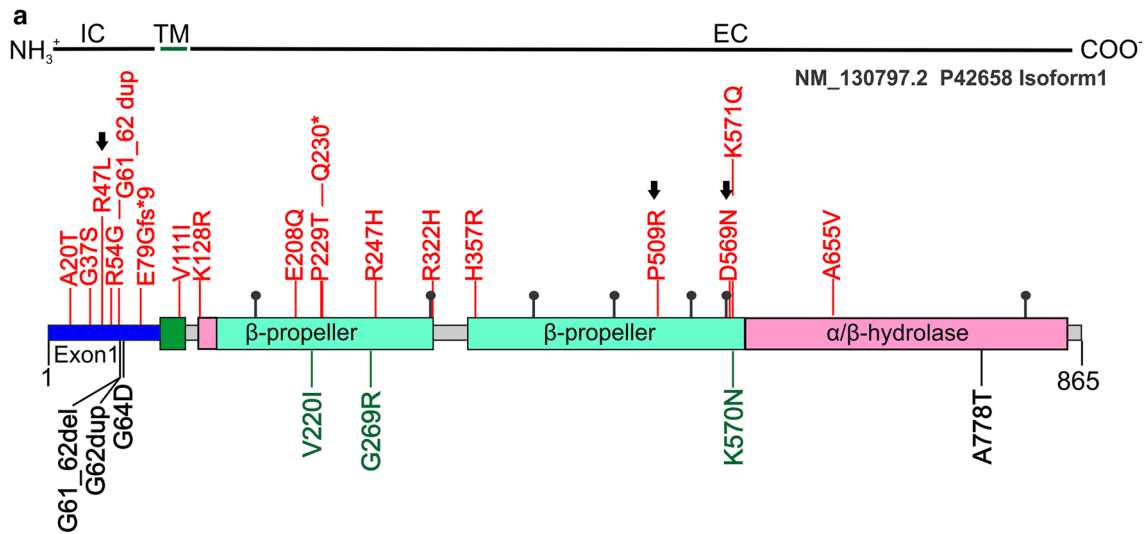 a
IC TM EC
NH3+ COO-
NM_130797.2 P42658 Isoform1
A20T
G37S
R47L
R54G
G61_62 dup
E79Gfs*9
V111I
K128R
E208Q
P229T
Q230*
R247H
R322H
H357R
P509R
D569N
K571Q
A655V
β-propeller β-propeller α/β-hydrolase
Exon1
1 865
G61_62del
G62dup
G64D
V220I
G269R
K570N
A778T